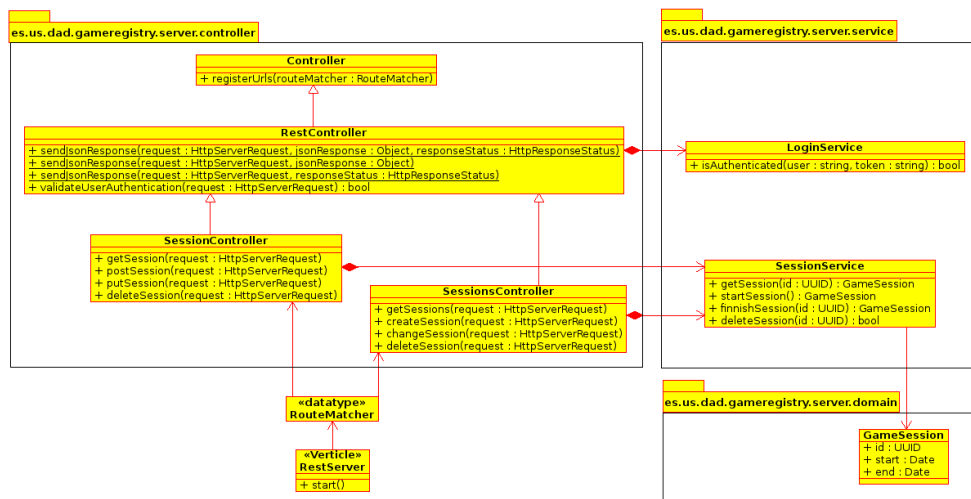 es.us.dad.gameregistry.server.controller
Controller
+ registerUrls(routeMatcher : RouteMatcher)
RestController
+ sendJsonResponse(request : HttpServerRequest, jsonResponse : Object, responseStatus : HttpResponseStatus)
+ sendJsonResponse(request : HttpServerRequest, jsonResponse : Object)
+ sendJsonResponse(request : HttpServerRequest, responseStatus : HttpResponseStatus)
+ validateUserAuthentication(request : HttpServerRequest) : bool
SessionController
+ getSession(request : HttpServerRequest)
+ postSession(request : HttpServerRequest)
+ putSession(request : HttpServerRequest)
+ deleteSession(request : HttpServerRequest)
SessionsController
+ getSessions(request : HttpServerRequest)
+ createSession(request : HttpServerRequest)
+ changeSession(request : HttpServerRequest)
+ deleteSession(request : HttpServerRequest)
«datatype»
RouteMatcher
«Verticle»
RestServer
+ start()
es.us.dad.gameregistry.server.service
LoginService
+ isAuthenticated(user : string, token : string) : bool
SessionService
+ getSession(id : UUID) : GameSession
+ startSession() : GameSession
+ finnishSession(id : UUID) : GameSession
+ deleteSession(id : UUID) : bool
es.us.dad.gameregistry.server.domain
GameSession
+ id : UUID
+ start : Date
+ end : Date